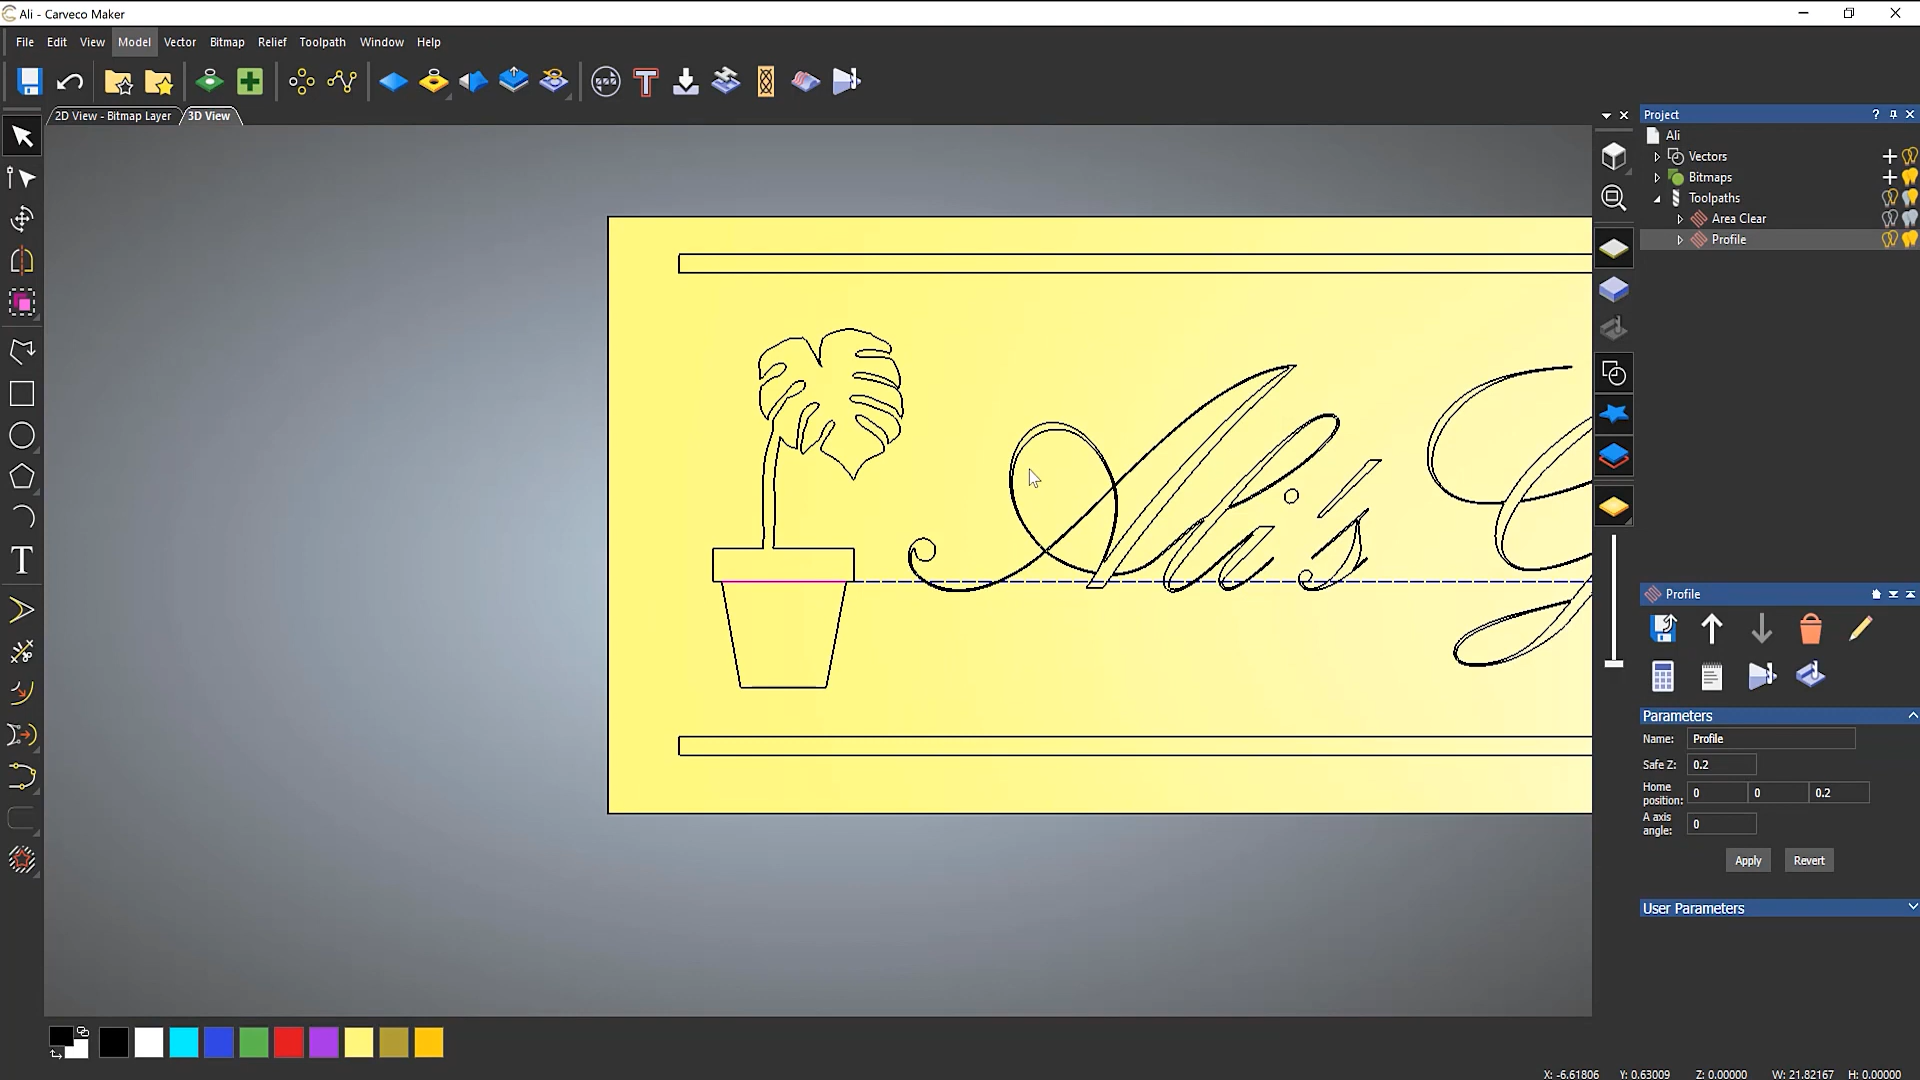 Ali - Carveco Maker
File Edit View Model Vector Bitmap Relief Toolpath Window Help
2D View - Bitmap Layer 3D View
Project ?
Ali
Vectors
Bitmaps
Toolpaths
Area Clear
Profile
Ali's
G
T
Profile
Parameters
Name: Profile
Safe Z: 0.2
Home position: 0 0 0.2
A axis angle: 0
Apply Revert
User Parameters
X: -6.61806 Y: 0.63009 Z: 0.00000 W: 21.82167 H: 0.00000